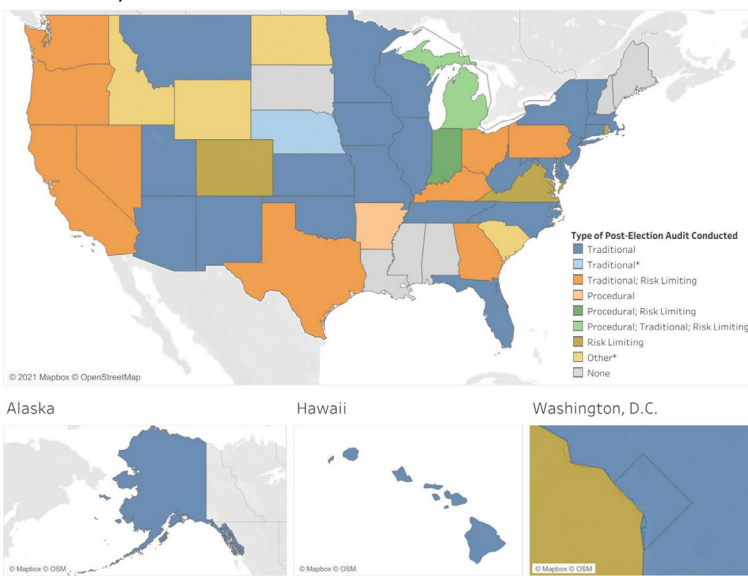 Type of Post-Election Audit Conducted
Traditional
Traditional*
Traditional; Risk Limiting
Procedural
Procedural; Risk Limiting
Procedural; Traditional; Risk Limiting
Risk Limiting
Other*
None
© 2021 Mapbox © OpenStreetMap
Alaska
Hawaii
Washington, D.C.
© Mapbox © OSM
© Mapbox © OSM
© Mapbox © OSM